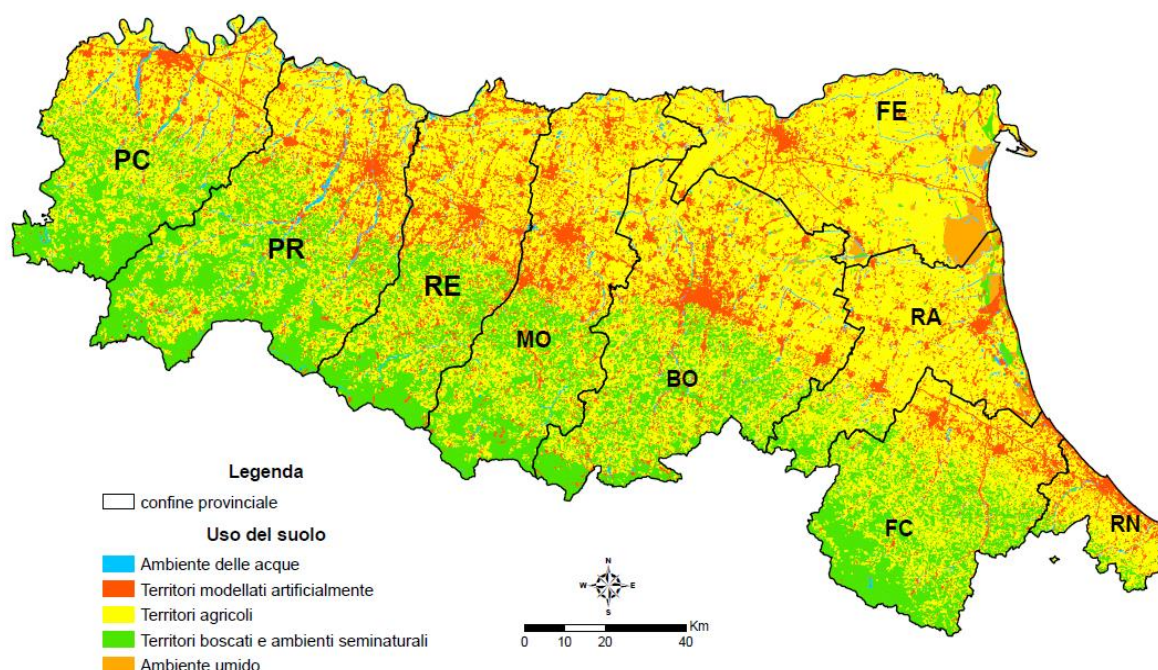 FE
PC
PR
RE
RA
MO
BO
FC
RN
Legenda
confine provinciale
Uso del suolo
Ambiente delle acque
Territori modellati artificialmente
Territori agricoli
Territori boscati e ambienti seminaturali
Ambiente umido
N
W E
S
Km
0 10 20 40